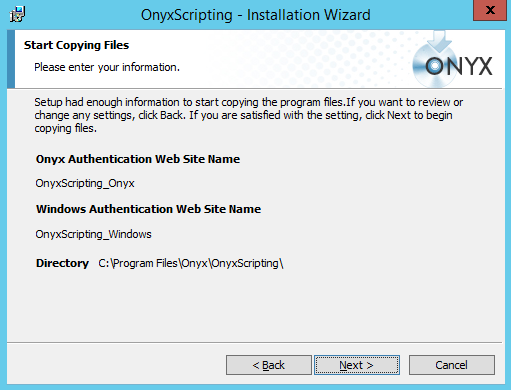 OnyxScripting - Installation Wizard
X
Start Copying Files
Please enter your information.
ONYX
Setup had enough information to start copying the program files.If you want to review or
change any settings, click Back. If you are satisfied with the setting, click Next to begin
copying files.
Onyx Authentication Web Site Name
OnyxScripting_Onyx
Windows Authentication Web Site Name
OnyxScripting_Windows
Directory C:\Program Files\Onyx\OnyxScripting\
< Back Next > Cancel